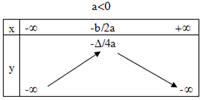 a<0
x -∞ -b/2a +∞
-Δ/4a
y
-∞ -∞